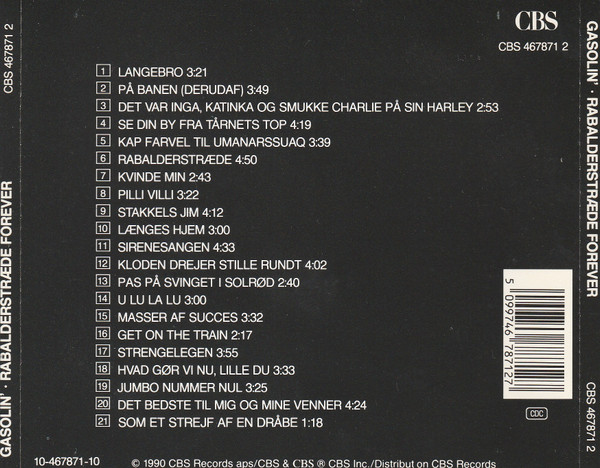 CBS
CBS 467871 2
1 LANGEBRO 3:21
2 PÅ BANEN (DERUDAF) 3:49
3 DET VAR INGA, KATINKA OG SMUKKE CHARLIE PÅ SIN HARLEY 2:53
4 SE DIN BY FRA TÅRNETS TOP 4:19
5 KAP FARVEL TIL UMANARSSUAQ 3:39
6 RABALDERSTRÆDE 4:50
7 KVINDE MIN 2:43
8 PILLI VILLI 3:22
9 STAKKELS JIM 4:12
10 LÆNGES HJEM 3:00
11 SIRENESANGEN 4:33
12 KLODEN DREJER STILLE RUNDT 4:02
13 PAS PÅ SVINGET I SOLRØD 2:40
14 U LU LA LU 3:00
15 MASSER AF SUCCES 3:32
16 GET ON THE TRAIN 2:17
17 STRENGELEGEN 3:55
18 HVAD GØR VI NU, LILLE DU 3:33
19 JUMBO NUMMER NUL 3:25
20 DET BEDSTE TIL MIG OG MINE VENNER 4:24
21 SOM ET STREJF AF EN DRÅBE 1:18
10-467871-10
© 1990 CBS Records aps/CBS & CBS ® CBS Inc./Distribut on CBS Records
5 099746 787127
CDC
CBS 467871 2
GASOLIN' · RABALDERSTRÆDE FOREVER
GASOLIN' · RABALDERSTRÆDE FOREVER
CBS 467871 2